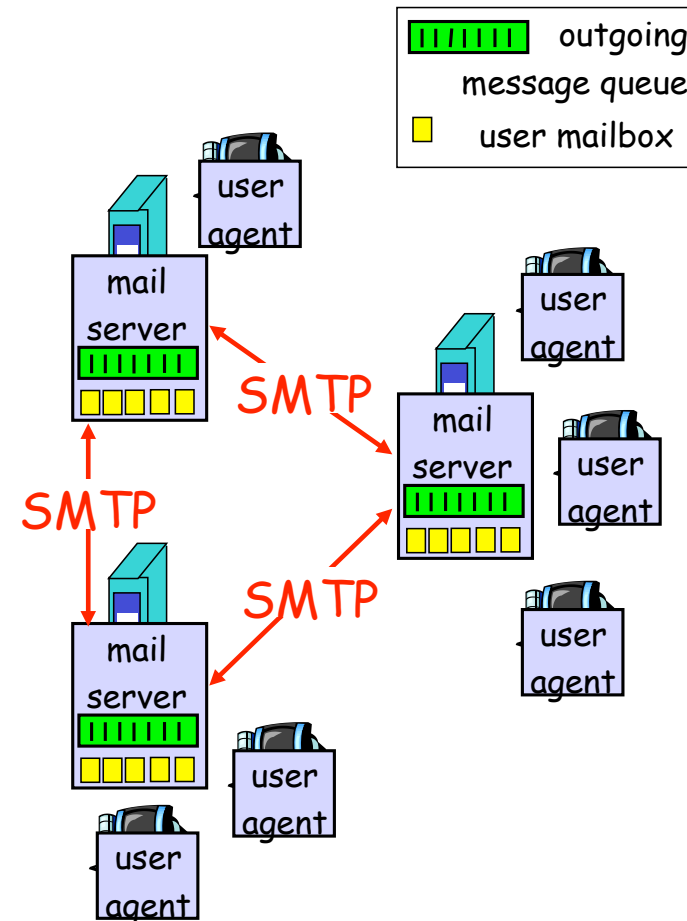 outgoing
message queue
user mailbox
user
agent
mail
server
SMTP
user
agent
mail
server
user
agent
SMTP
SMTP
user
agent
mail
server
user
agent
user
agent